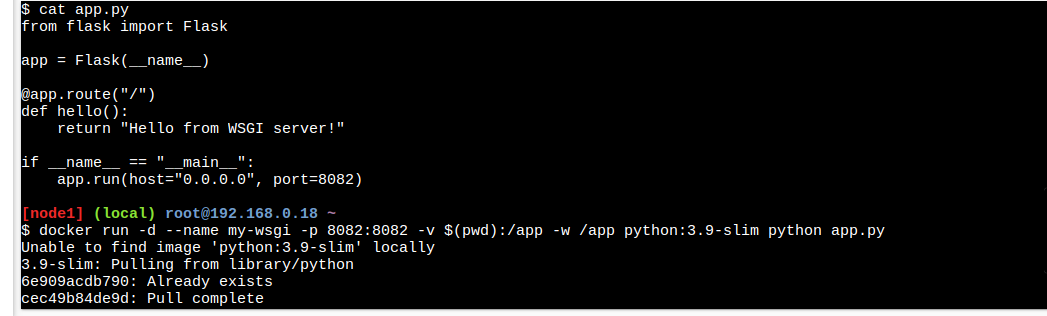 $ cat app.py
from flask import Flask

app = Flask(__name__)

@app.route("/")
def hello():
    return "Hello from WSGI server!"

if __name__ == "__main__":
    app.run(host="0.0.0.0", port=8082)

[node1] (local) root@192.168.0.18 ~
$ docker run -d --name my-wsgi -p 8082:8082 -v $(pwd):/app -w /app python:3.9-slim python app.py
Unable to find image 'python:3.9-slim' locally
3.9-slim: Pulling from library/python
6e909acdb790: Already exists
cec49b84de9d: Pull complete